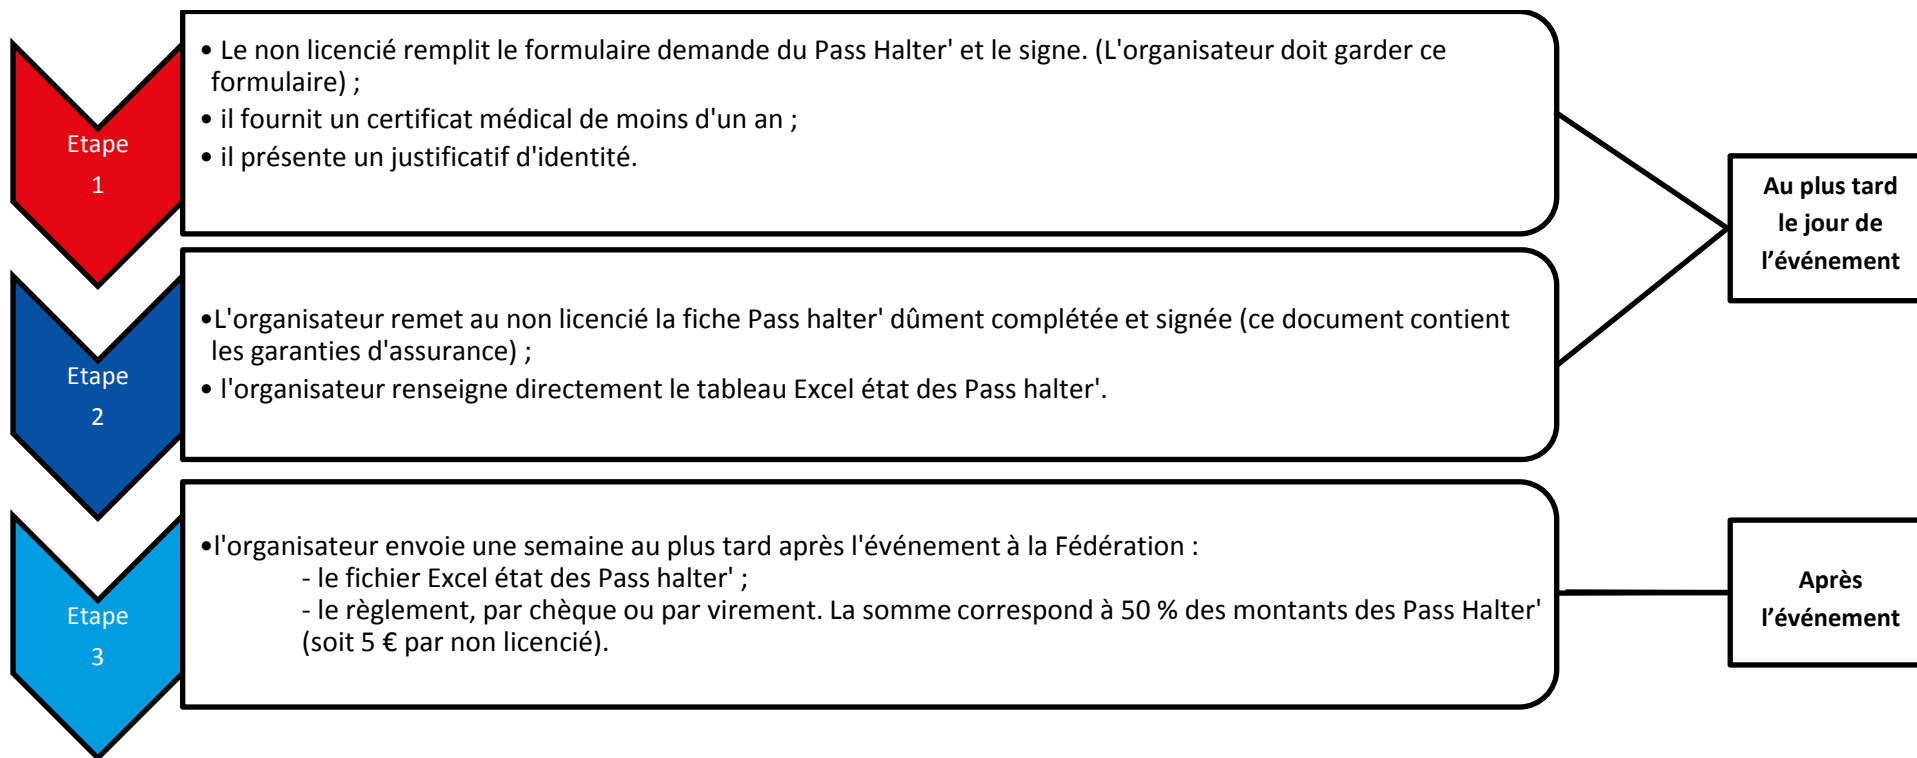 Etape
1
• Le non licencié remplit le formulaire demande du Pass Halter' et le signe. (L'organisateur doit garder ce
formulaire) ;
• il fournit un certificat médical de moins d'un an ;
• il présente un justificatif d'identité.
Etape
2
•L'organisateur remet au non licencié la fiche Pass halter' dûment complétée et signée (ce document contient
les garanties d'assurance) ;
• l'organisateur renseigne directement le tableau Excel état des Pass halter'.
Au plus tard
le jour de
l’événement
Etape
3
•l'organisateur envoie une semaine au plus tard après l'événement à la Fédération :
- le fichier Excel état des Pass halter' ;
- le règlement, par chèque ou par virement. La somme correspond à 50 % des montants des Pass Halter'
(soit 5 € par non licencié).
Après
l’événement